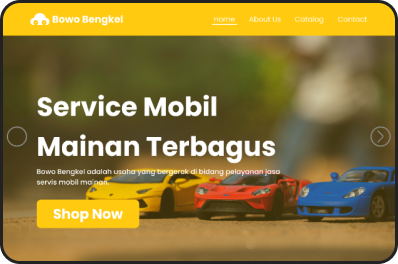 Bowo Bengkel
Home About Us Catalog Contact
Service Mobil
Mainan Terbagus
Bowo Bengkel adalah usaha yang bergerak di bidang pelayanan jasa
servis mobil mainan.
Shop Now